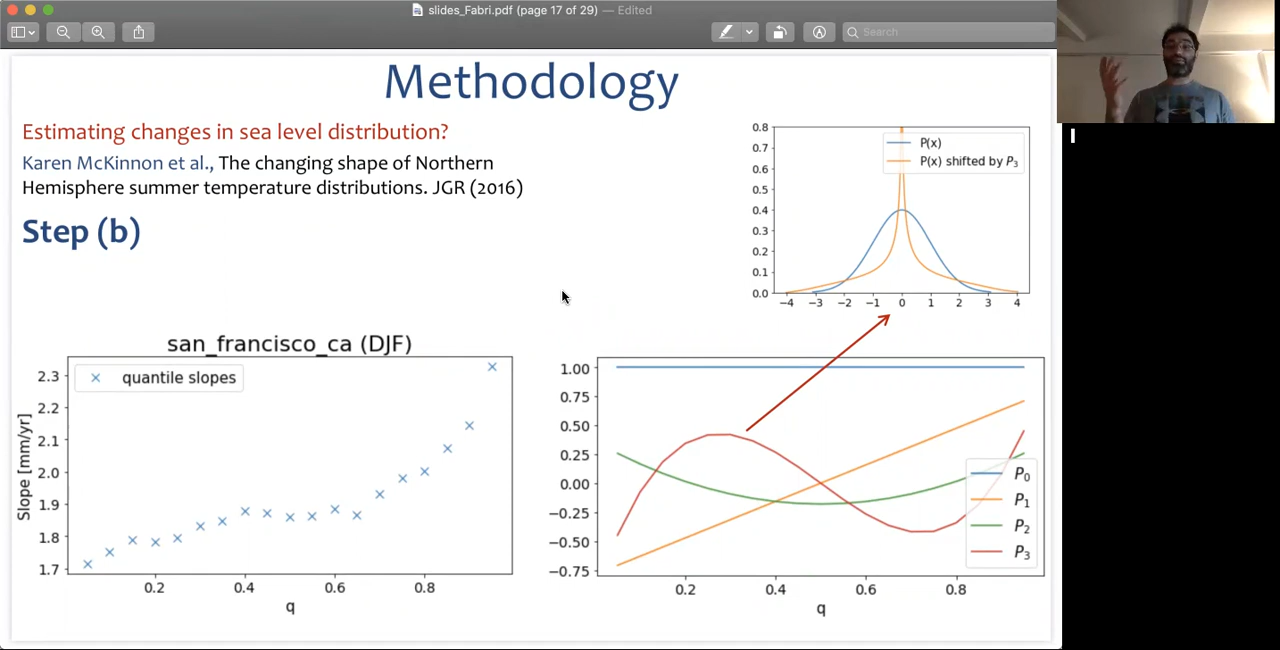 slides_Fabri.pdf (page 17 of 29) — Edited
Search
Methodology
Estimating changes in sea level distribution?
Karen McKinnon et al., The changing shape of Northern
Hemisphere summer temperature distributions. JGR (2016)
Step (b)
0.8
0.7
0.6
0.5
0.4
0.3
0.2
0.1
0.0
−4 −3 −2 −1 0 1 2 3 4
P(x)
P(x) shifted by P₃
san_francisco_ca (DJF)
quantile slopes
Slope [mm/yr]
2.3
2.2
2.1
2.0
1.9
1.8
1.7
0.2 0.4 0.6 0.8
q
1.00
0.75
0.50
0.25
0.00
−0.25
−0.50
−0.75
0.2 0.4 0.6 0.8
q
P₀
P₁
P₂
P₃